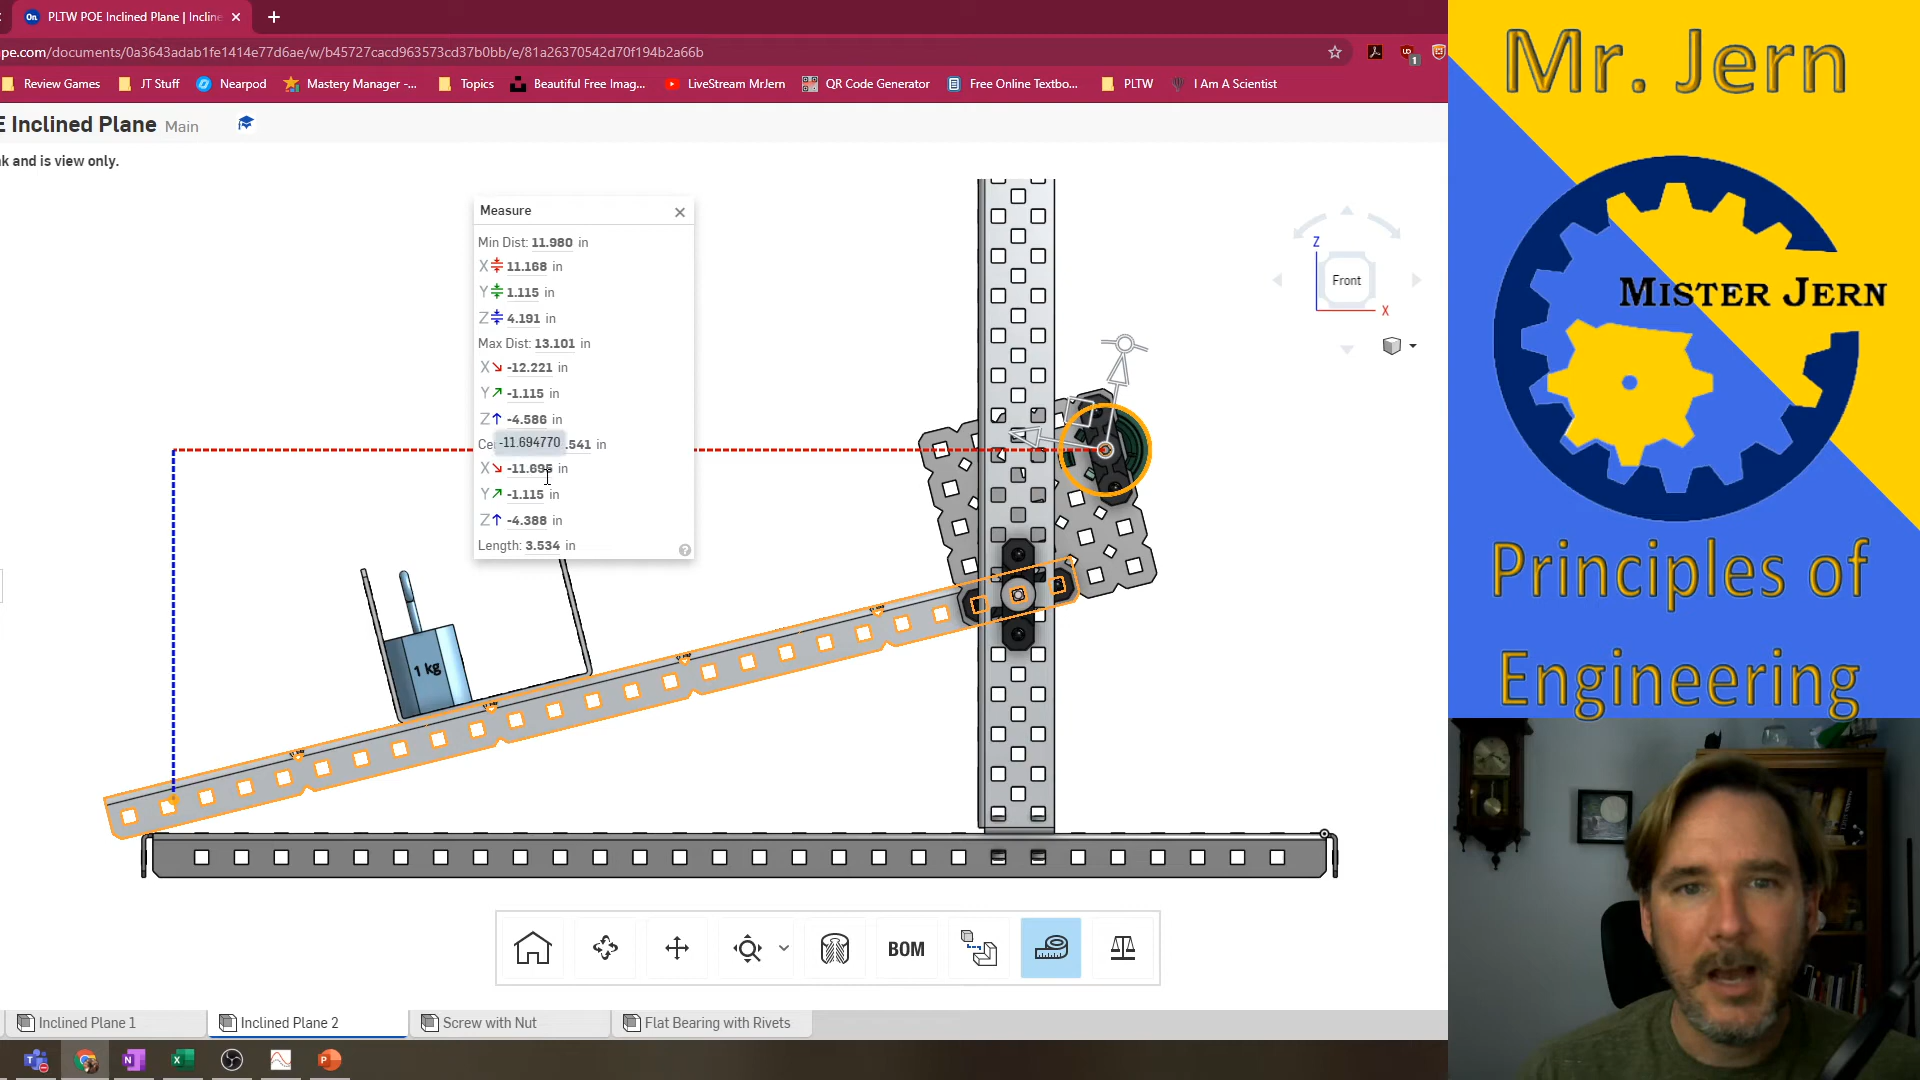 On
PLTW POE Inclined Plane | Incline
pe.com/documents/0a3643adab1fe1414e77d6ae/w/b45727cacd963573cd37b0bb/e/81a26370542d70f194b2a66b
Review Games
JT Stuff
Nearpod
Mastery Manager -...
Topics
Beautiful Free Imag...
LiveStream MrJern
QR Code Generator
Free Online Textbo...
PLTW
I Am A Scientist
E Inclined Plane Main
nk and is view only.
Measure
Min Dist: 11.980 in
X 11.168 in
Y 1.115 in
Z 4.191 in
Max Dist: 13.101 in
X -12.221 in
Y -1.115 in
Z -4.586 in
Ce -11.694770 .541 in
X -11.695 in
Y -1.115 in
Z -4.388 in
Length: 3.534 in
Z
Front
X
1 kg
BOM
Inclined Plane 1
Inclined Plane 2
Screw with Nut
Flat Bearing with Rivets
Mr. Jern
MISTER JERN
Principles of
Engineering